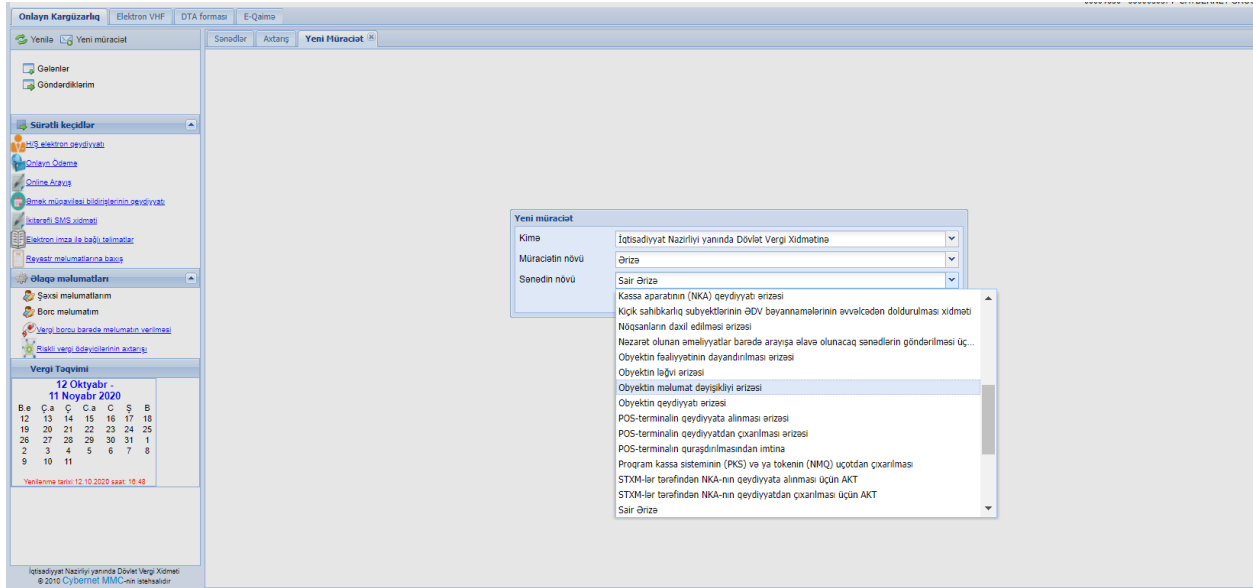 Onlayn Kargüzarlıq Elektron VHF DTA forması E-Qaimə
Yenilə Yeni müraciət
Sənədlər Axtarış Yeni Müraciət
Gələnlər
Göndərdiklərim
Sürətli keçidlər
H/Ş elektron qeydiyyatı
Onlayn Ödəmə
Online Arayış
Əmək müqaviləsi bildirişlərinin qeydiyyatı
İkitərəfli SMS xidməti
Elektron imza ilə bağlı təlimatlar
Reyestr məlumatlarına baxış
Əlaqə məlumatları
Şəxsi məlumatlarım
Borc məlumatım
Vergi borcu barədə məlumatın verilməsi
Riskli vergi ödəyicilərinin axtarışı
Vergi Təqvimi
12 Oktyabr -
11 Noyabr 2020
B.e Ç.a Ç C.a C Ş B
12 13 14 15 16 17 18
19 20 21 22 23 24 25
26 27 28 29 30 31 1
2 3 4 5 6 7 8
9 10 11
Yenilənmə tarixi:12.10.2020 saat: 16:48
İqtisadiyyat Nazirliyi yanında Dövlət Vergi Xidməti
© 2010 Cybernet MMC-nin istehsalıdır
Yeni müraciət
Kimə İqtisadiyyat Nazirliyi yanında Dövlət Vergi Xidmətinə
Müraciətin növü Ərizə
Sənədin növü Sair Ərizə
Kassa aparatının (NKA) qeydiyyatı ərizəsi
Kiçik sahibkarlıq subyektlərinin ƏDV bəyannamələrinin əvvəlcədən doldurulması xidməti
Nöqsanların daxil edilməsi ərizəsi
Nəzarət olunan əməliyyatlar barədə arayışa əlavə olunacaq sənədlərin göndərilməsi üç...
Obyektin fəaliyyətinin dayandırılması ərizəsi
Obyektin ləğvi ərizəsi
Obyektin məlumat dəyişikliyi ərizəsi
Obyektin qeydiyyatı ərizəsi
POS-terminalin qeydiyyata alınması ərizəsi
POS-terminalin qeydiyyatdan çıxarılması ərizəsi
POS-terminalın quraşdırılmasından imtina
Proqram kassa sisteminin (PKS) və ya tokenin (NMQ) uçotdan çıxarılması
STXM-lər tərəfindən NKA-nın qeydiyyata alınması üçün AKT
STXM-lər tərəfindən NKA-nın qeydiyyatdan çıxarılması üçün AKT
Sair Ərizə